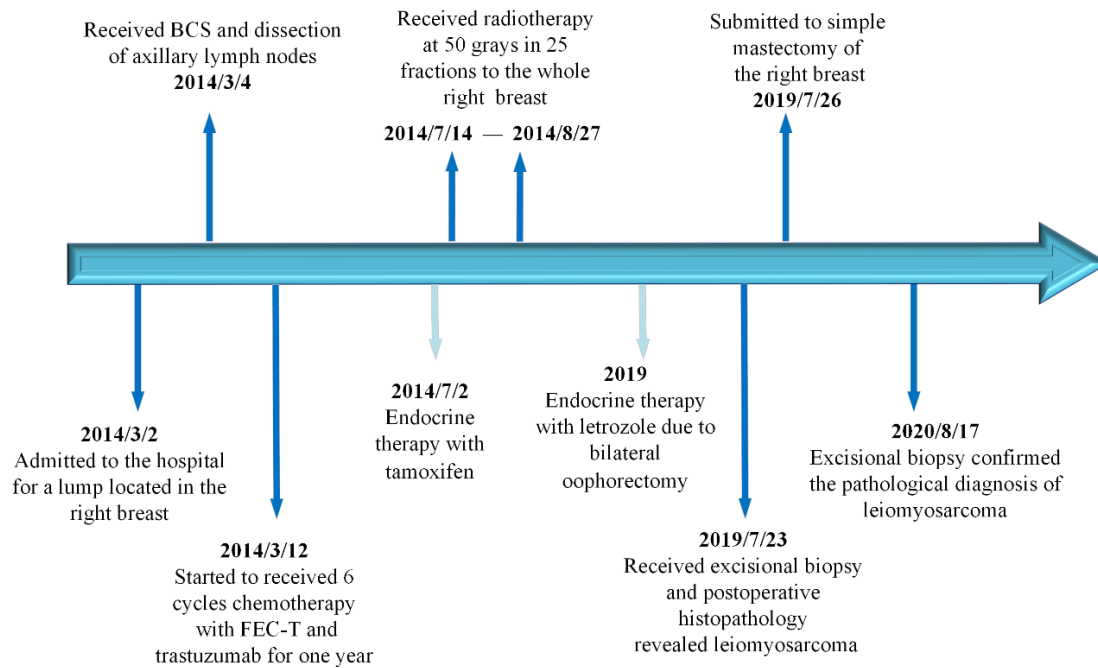 Received BCS and dissection
of axillary lymph nodes
2014/3/4
Received radiotherapy
at 50 grays in 25
fractions to the whole
right breast
2014/7/14 — 2014/8/27
Submitted to simple
mastectomy of
the right breast
2019/7/26
2014/3/2
Admitted to the hospital
for a lump located in the
right breast
2014/3/12
Started to received 6
cycles chemotherapy
with FEC-T and
trastuzumab for one year
2014/7/2
Endocrine
therapy with
tamoxifen
2019
Endocrine therapy
with letrozole due to
bilateral
oophorectomy
2019/7/23
Received excisional biopsy
and postoperative
histopathology
revealed leiomyosarcoma
2020/8/17
Excisional biopsy confirmed
the pathological diagnosis of
leiomyosarcoma